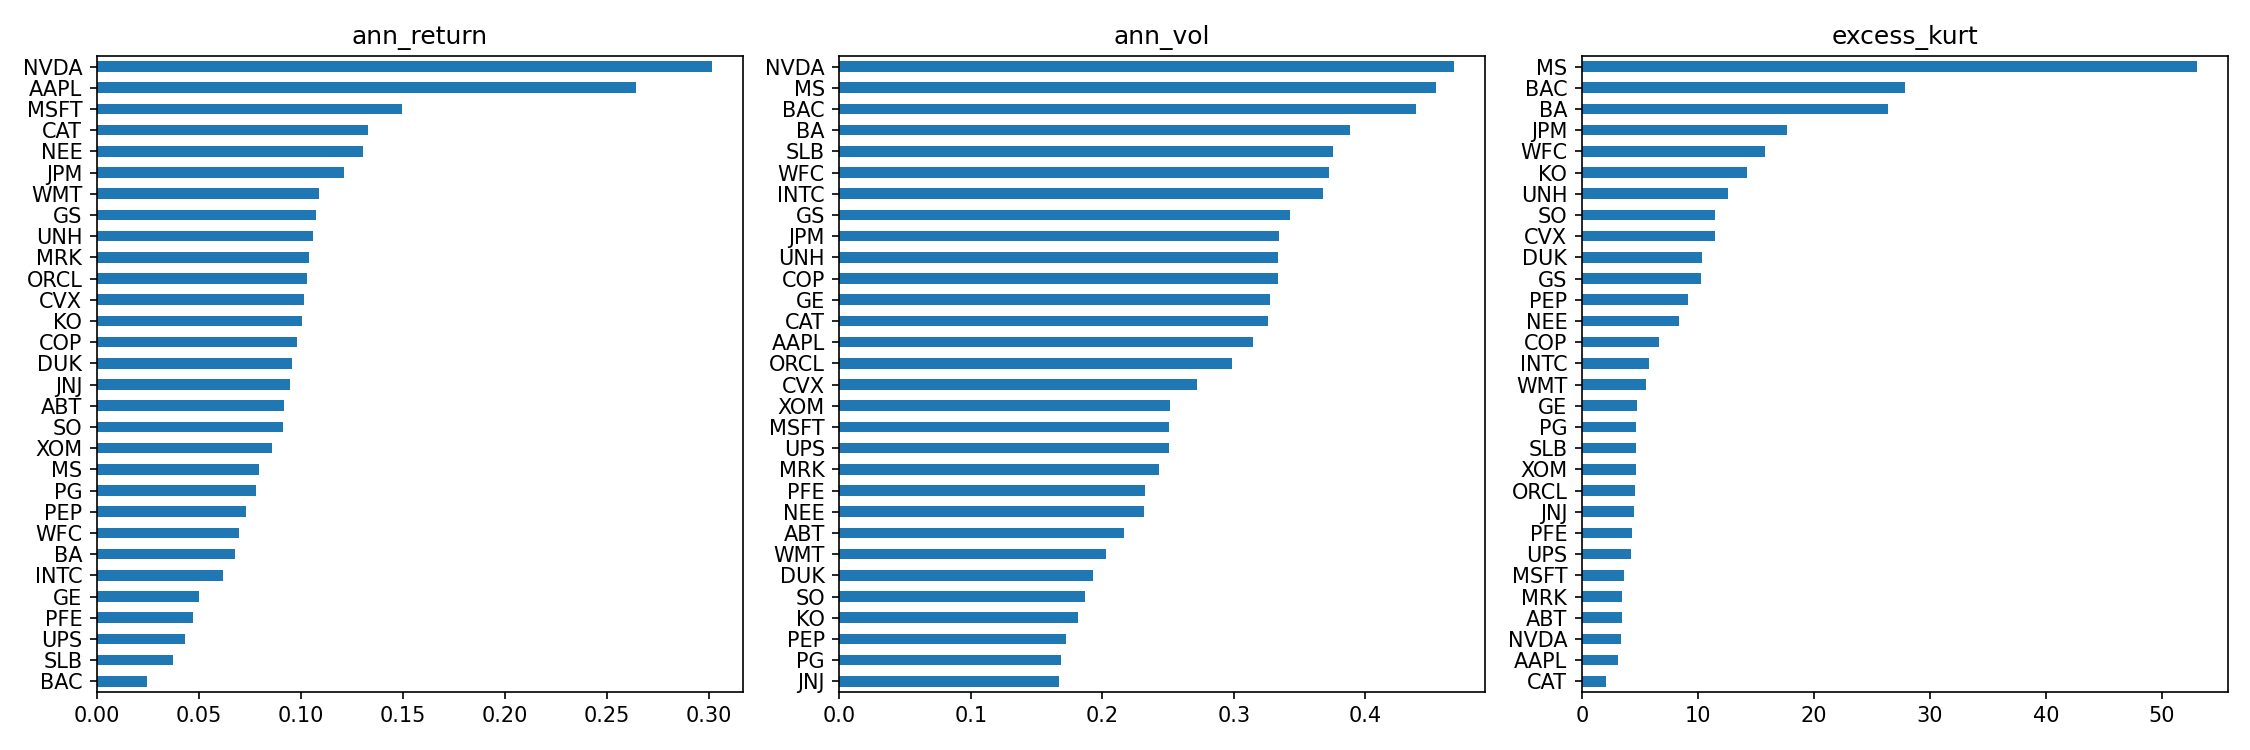 ann_return
NVDA
AAPL
MSFT
CAT
NEE
JPM
WMT
GS
UNH
MRK
ORCL
CVX
KO
COP
DUK
JNJ
ABT
SO
XOM
MS
PG
PEP
WFC
BA
INTC
GE
PFE
UPS
SLB
BAC
0.00 0.05 0.10 0.15 0.20 0.25 0.30
ann_vol
NVDA
MS
BAC
BA
SLB
WFC
INTC
GS
JPM
UNH
COP
GE
CAT
AAPL
ORCL
CVX
XOM
MSFT
UPS
MRK
PFE
NEE
ABT
WMT
DUK
SO
KO
PEP
PG
JNJ
0.0 0.1 0.2 0.3 0.4
excess_kurt
MS
BAC
BA
JPM
WFC
KO
UNH
SO
CVX
DUK
GS
PEP
NEE
COP
INTC
WMT
GE
PG
SLB
XOM
ORCL
JNJ
PFE
UPS
MSFT
MRK
ABT
NVDA
AAPL
CAT
0 10 20 30 40 50